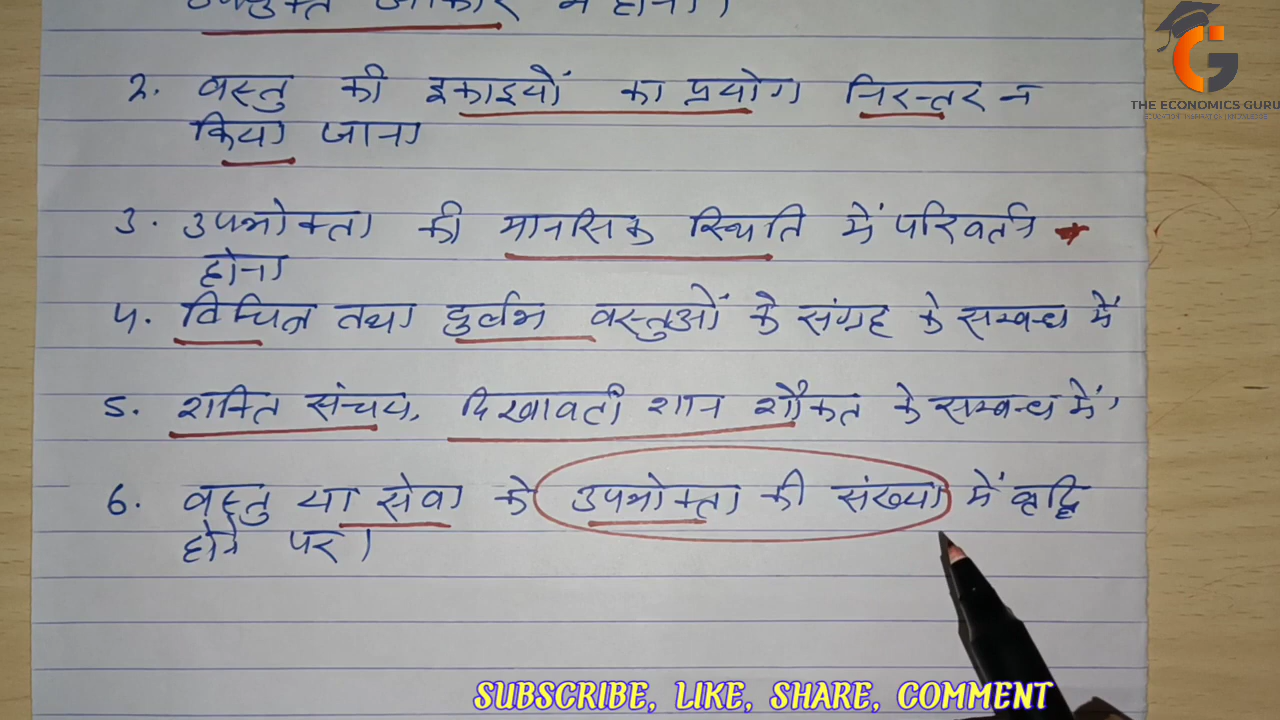 उपयुक्त आकार में होना।
2. वस्तु की इकाइयों का प्रयोग निरन्तर न
किया जाना
3. उपभोक्ता की मानसिक स्थिति में परिवर्तन
होना
4. विचित्र तथा दुर्लभ वस्तुओं के संग्रह के सम्बन्ध में
5. शक्ति संचय, दिखावटी शान शौकत के सम्बन्ध में,
6. वस्तु या सेवा के उपभोक्ता की संख्या में वृद्धि
होने पर।
THE ECONOMICS GURU
SUBSCRIBE, LIKE, SHARE, COMMENT